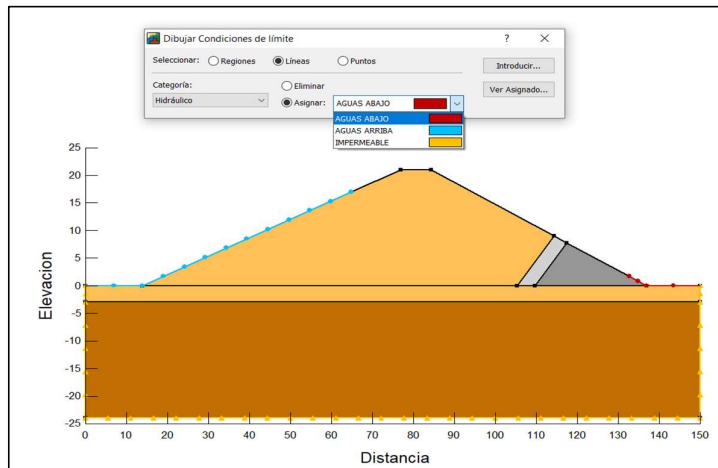 Dibujar Condiciones de límite ? ×
Seleccionar: Regiones Líneas Puntos
Introducir...
Categoría: Eliminar
Ver Asignado...
Hidráulico Asignar: AGUAS ABAJO
AGUAS ABAJO
AGUAS ARRIBA
IMPERMEABLE
25
20
15
10
5
0
-5
-10
-15
-20
-25
Elevacion
0 10 20 30 40 50 60 70 80 90 100 110 120 130 140 150
Distancia